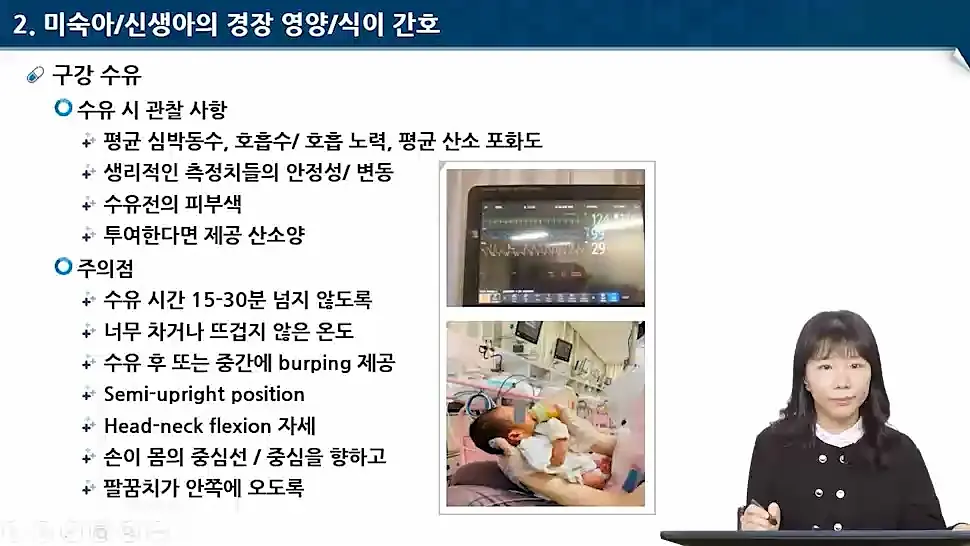 2. 미숙아/신생아의 경장 영양/식이 간호
구강 수유
수유 시 관찰 사항
평균 심박동수, 호흡수/ 호흡 노력, 평균 산소 포화도
생리적인 측정치들의 안정성/ 변동
수유전의 피부색
투여한다면 제공 산소양
주의점
수유 시간 15-30분 넘지 않도록
너무 차거나 뜨겁지 않은 온도
수유 후 또는 중간에 burping 제공
Semi-upright position
Head-neck flexion 자세
손이 몸의 중심선 / 중심을 향하고
팔꿈치가 안쪽에 오도록
124
99
29